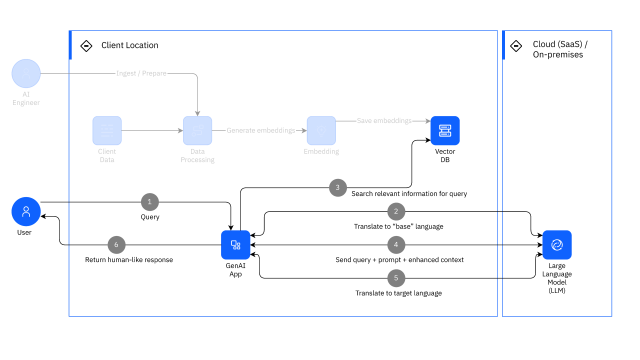 Client Location
Cloud (SaaS) /
On-premises
Ingest / Prepare
AI
Engineer
Client
Data
Data
Processing
Generate embeddings
Embedding
Save embeddings
Vector
DB
3
Search relevant information for query
1
Query
User
2
Translate to “base” language
6
Return human-like response
GenAI
App
4
Send query + prompt + enhanced context
5
Translate to target language
Large
Language
Model
(LLM)